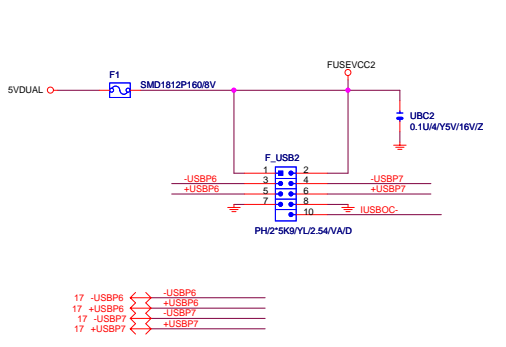 FUSEVCC2
F1
5VDUAL
SMD1812P160/8V
UBC2
0.1U/4/Y5V/16V/Z
F_USB2
1 2
-USBP6 3 4 -USBP7
+USBP6 5 6 +USBP7
7 8
10 IUSBOC-
PH/2*5K9/YL/2.54/VA/D
17 -USBP6 -USBP6
17 +USBP6 +USBP6
17 -USBP7 -USBP7
17 +USBP7 +USBP7